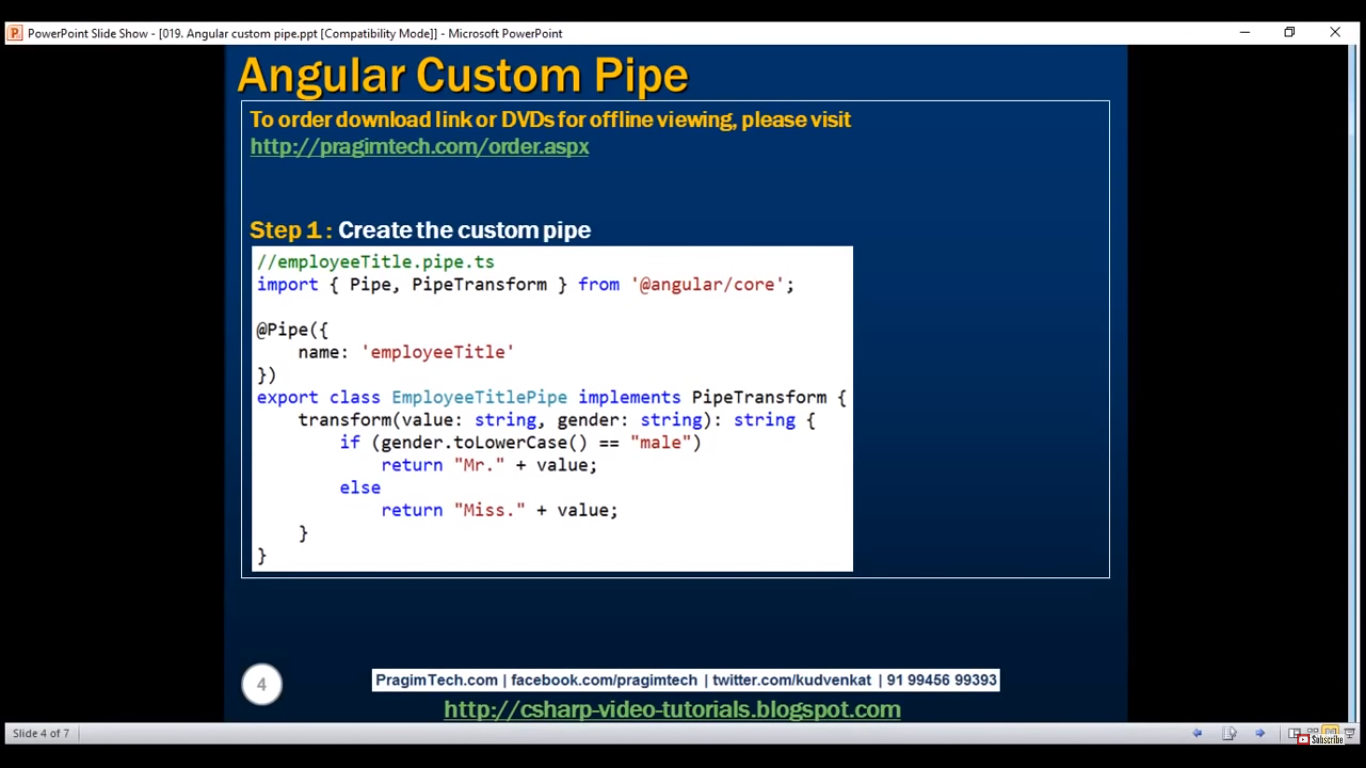 PowerPoint Slide Show - [019. Angular custom pipe.ppt [Compatibility Mode]] - Microsoft PowerPoint
Angular Custom Pipe
To order download link or DVDs for offline viewing, please visit
http://pragimtech.com/order.aspx
Step 1 : Create the custom pipe
//employeeTitle.pipe.ts
import { Pipe, PipeTransform } from '@angular/core';
@Pipe({
    name: 'employeeTitle'
})
export class EmployeeTitlePipe implements PipeTransform {
    transform(value: string, gender: string): string {
        if (gender.toLowerCase() == "male")
            return "Mr." + value;
        else
            return "Miss." + value;
    }
}
4
PragimTech.com | facebook.com/pragimtech | twitter.com/kudvenkat | 91 99456 99393
http://csharp-video-tutorials.blogspot.com
Slide 4 of 7
Subscribe